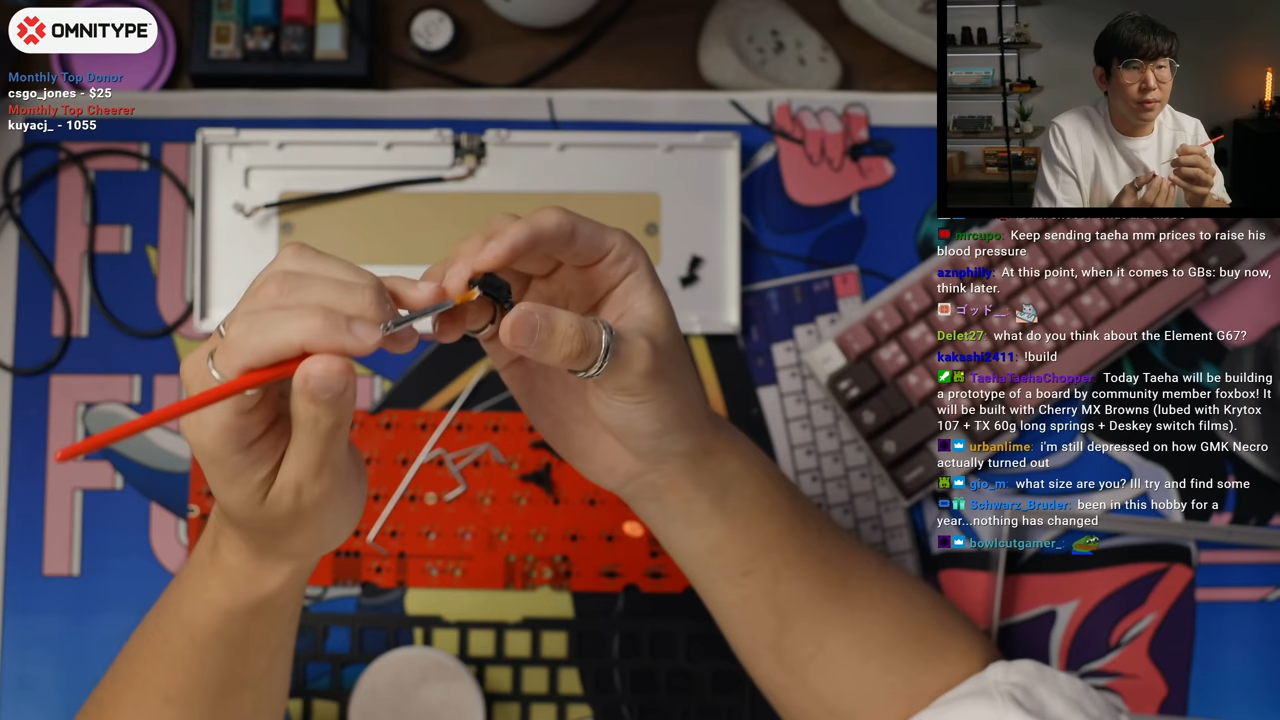 OMNITYPE
Monthly Top Donor
csgo_jones - $25
Monthly Top Cheerer
kuyacj_ - 1055
mrcupo: Keep sending taeha mm prices to raise his
blood pressure
aznphilly: At this point, when it comes to GBs: buy now,
think later.
ゴッド__:
Delet27: what do you think about the Element G67?
kakashi2411: !build
TaehaTaehaChopper: Today Taeha will be building
a prototype of a board by community member foxbox! It
will be built with Cherry MX Browns (lubed with Krytox
107 + TX 60g long springs + Deskey switch films).
urbanlime: i'm still depressed on how GMK Necro
actually turned out
gio_m: what size are you? Ill try and find some
Schwarz_Bruder: been in this hobby for a
year...nothing has changed
bowlcutgamer_: